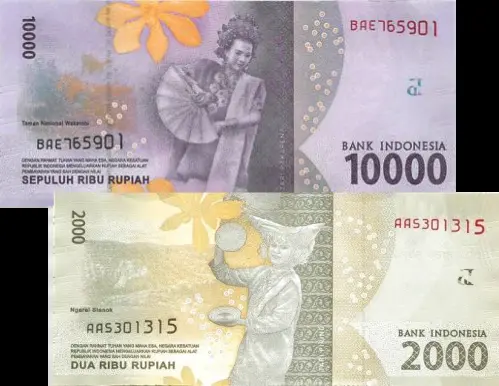 10000
BAE765901
Taman Nasional Wakatobi
BAE765901
DENGAN RAHMAT TUHAN YANG MAHA ESA, NEGARA KESATUAN
REPUBLIK INDONESIA MENGELUARKAN RUPIAH SEBAGAI ALAT
PEMBAYARAN YANG SAH DENGAN NILAI
SEPULUH RIBU RUPIAH
BANK INDONESIA
10000
2000
AAS301315
Ngarai Sianok
AAS301315
DENGAN RAHMAT TUHAN YANG MAHA ESA, NEGARA KESATUAN
REPUBLIK INDONESIA MENGELUARKAN RUPIAH SEBAGAI ALAT
PEMBAYARAN YANG SAH DENGAN NILAI
DUA RIBU RUPIAH
BANK INDONESIA
2000